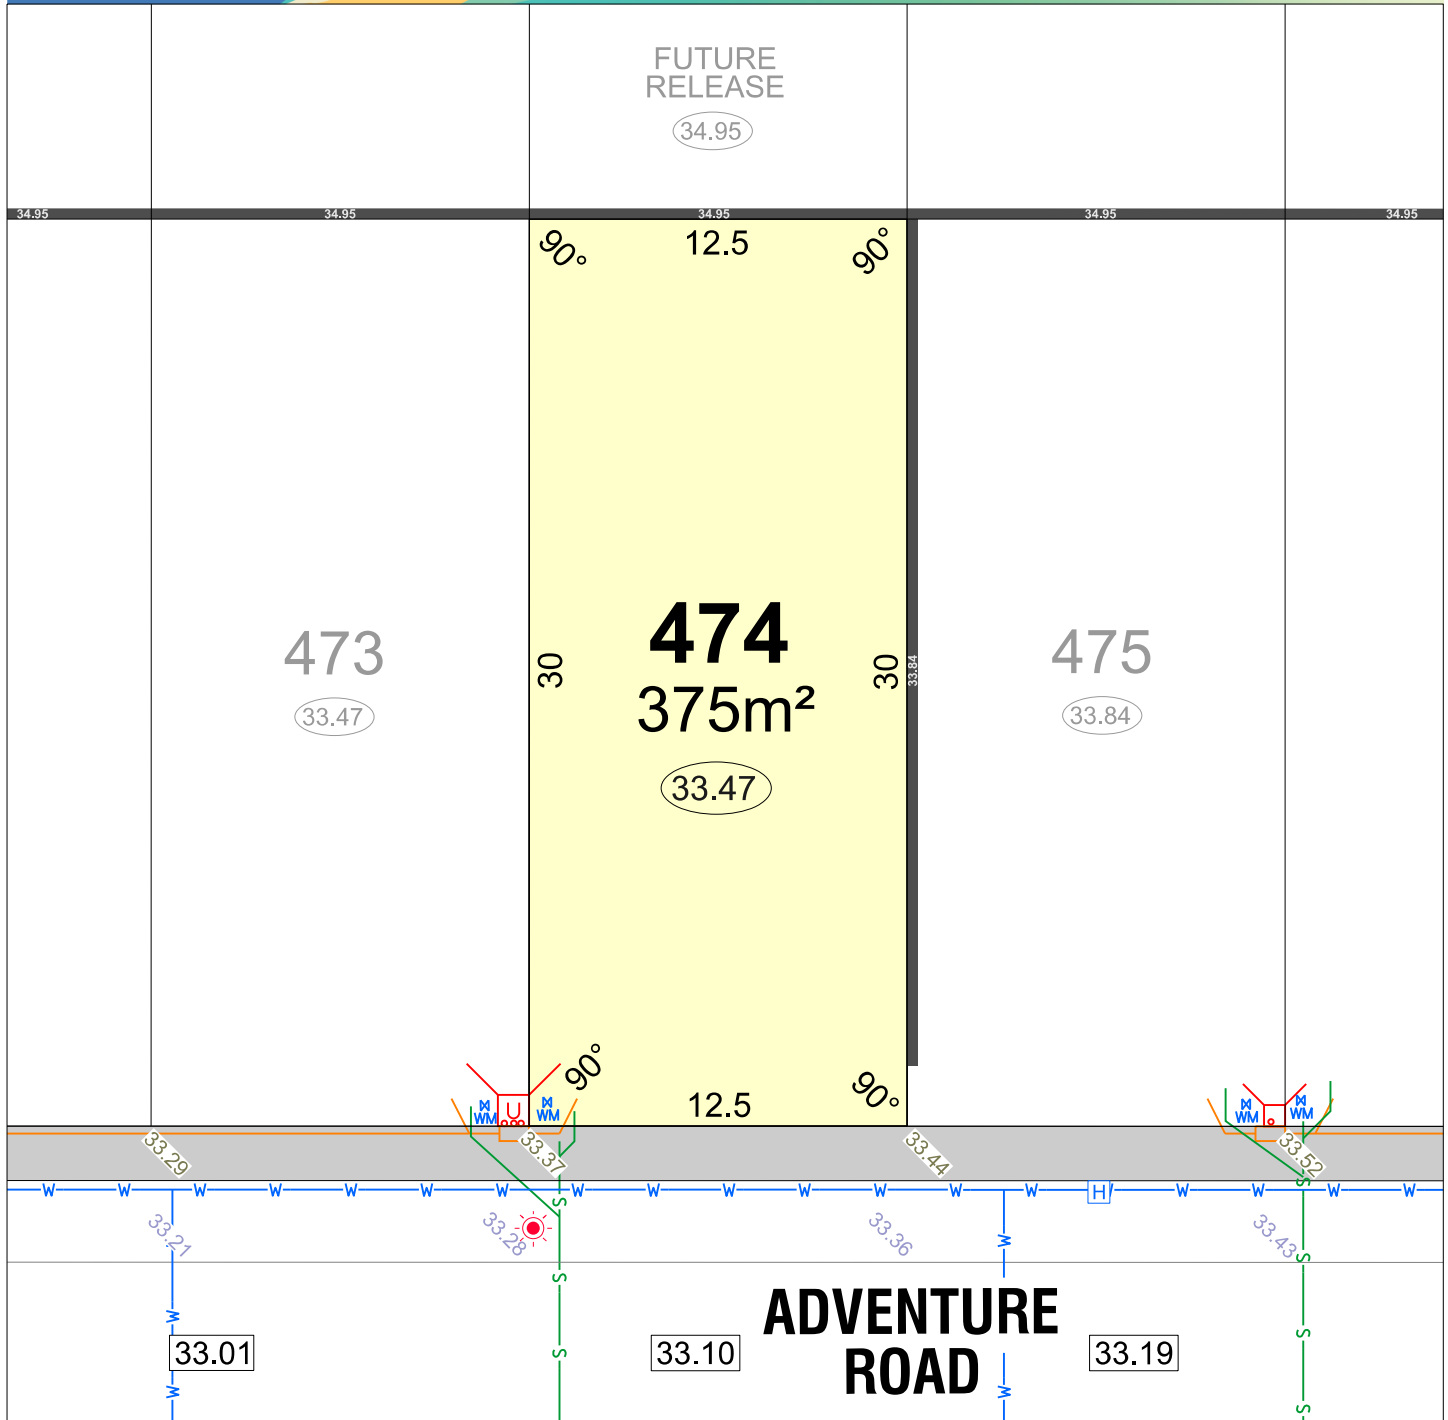 FUTURE
RELEASE
34.95
34.95 34.95 34.95 34.95 34.95
90° 12.5 90°
473
33.47
30
474
375m²
33.47
30
33.84
475
33.84
90° 12.5 90°
WM U WM
WM WM
33.29 33.37 33.44 33.52
W W W W W W W W W W W W W W H W W W W
S S
33.21 33.28 33.36 33.43
W S
S S
ADVENTURE
ROAD
W S S
33.01 33.10 33.19
W W S